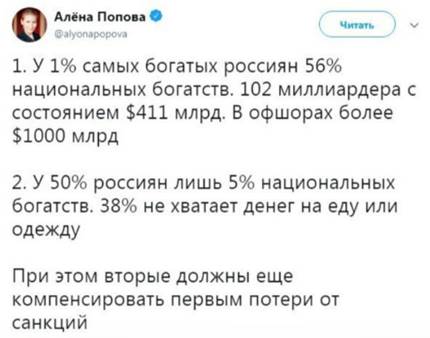 Алёна Попова
@alyonapopova
Читать
1. У 1% самых богатых россиян 56%
национальных богатств. 102 миллиардера с
состоянием $411 млрд. В офшорах более
$1000 млрд
2. У 50% россиян лишь 5% национальных
богатств. 38% не хватает денег на еду или
одежду
При этом вторые должны еще
компенсировать первым потери от
санкций